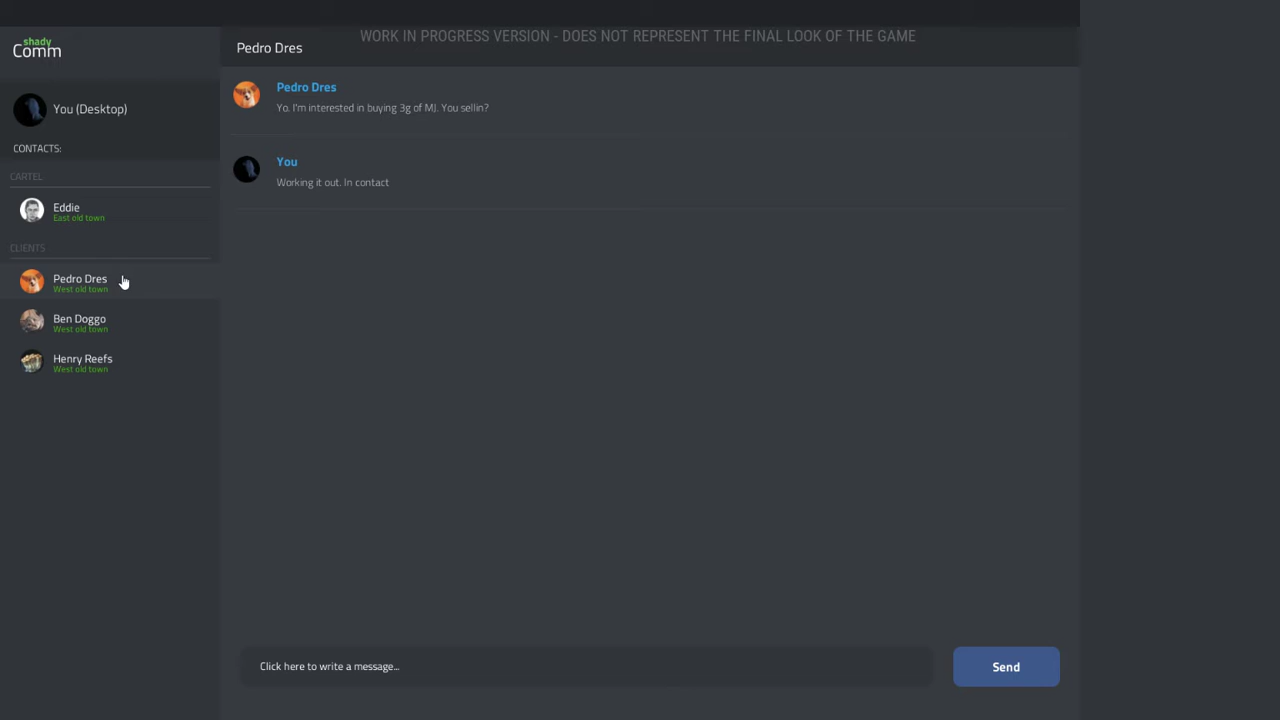 WORK IN PROGRESS VERSION - DOES NOT REPRESENT THE FINAL LOOK OF THE GAME
shady
Comm
You (Desktop)
CONTACTS:
CARTEL
Eddie
East old town
CLIENTS
Pedro Dres
West old town
Ben Doggo
West old town
Henry Reefs
West old town
Pedro Dres
Pedro Dres
Yo. I'm interested in buying 3g of MJ. You sellin?
You
Working it out. In contact
Click here to write a message...
Send